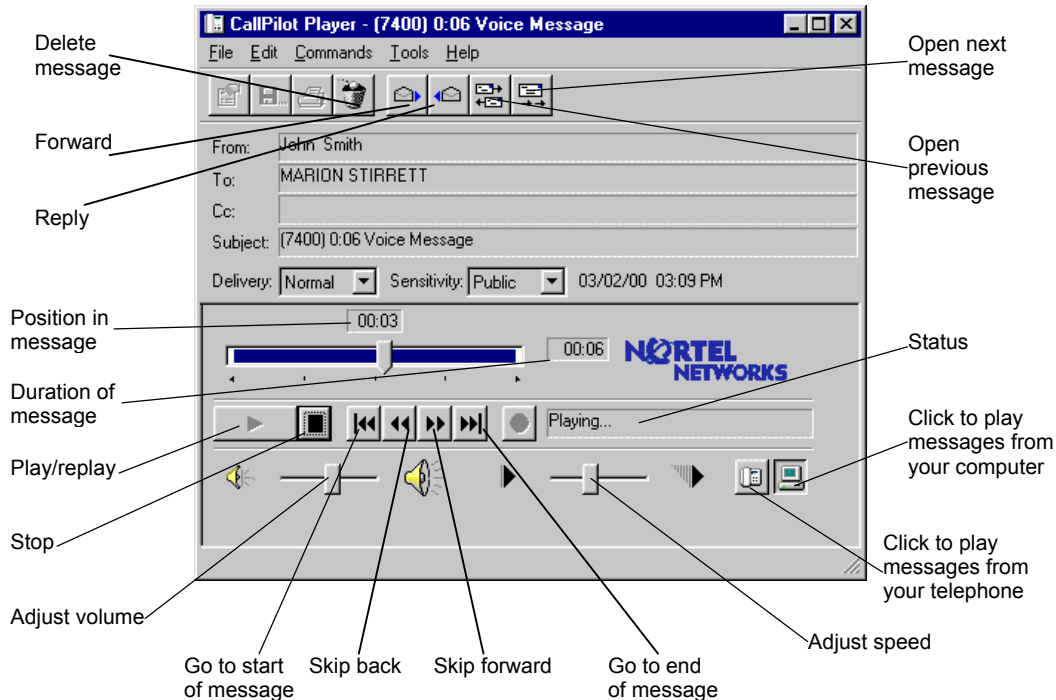 CallPilot Player - (7400) 0:06 Voice Message
File Edit Commands Tools Help
Delete
message
Open next
message
Forward
Open
previous
message
Reply
From: John Smith
To: MARION STIRRETT
Cc:
Subject: (7400) 0:06 Voice Message
Delivery: Normal Sensitivity: Public 03/02/00 03:09 PM
Position in
message
00:03
00:06
NORTEL
NETWORKS
Status
Duration of
message
Playing...
Click to play
messages from
your computer
Play/replay
Stop
Click to play
messages from
your telephone
Adjust volume
Adjust speed
Go to start
of message
Skip back
Skip forward
Go to end
of message